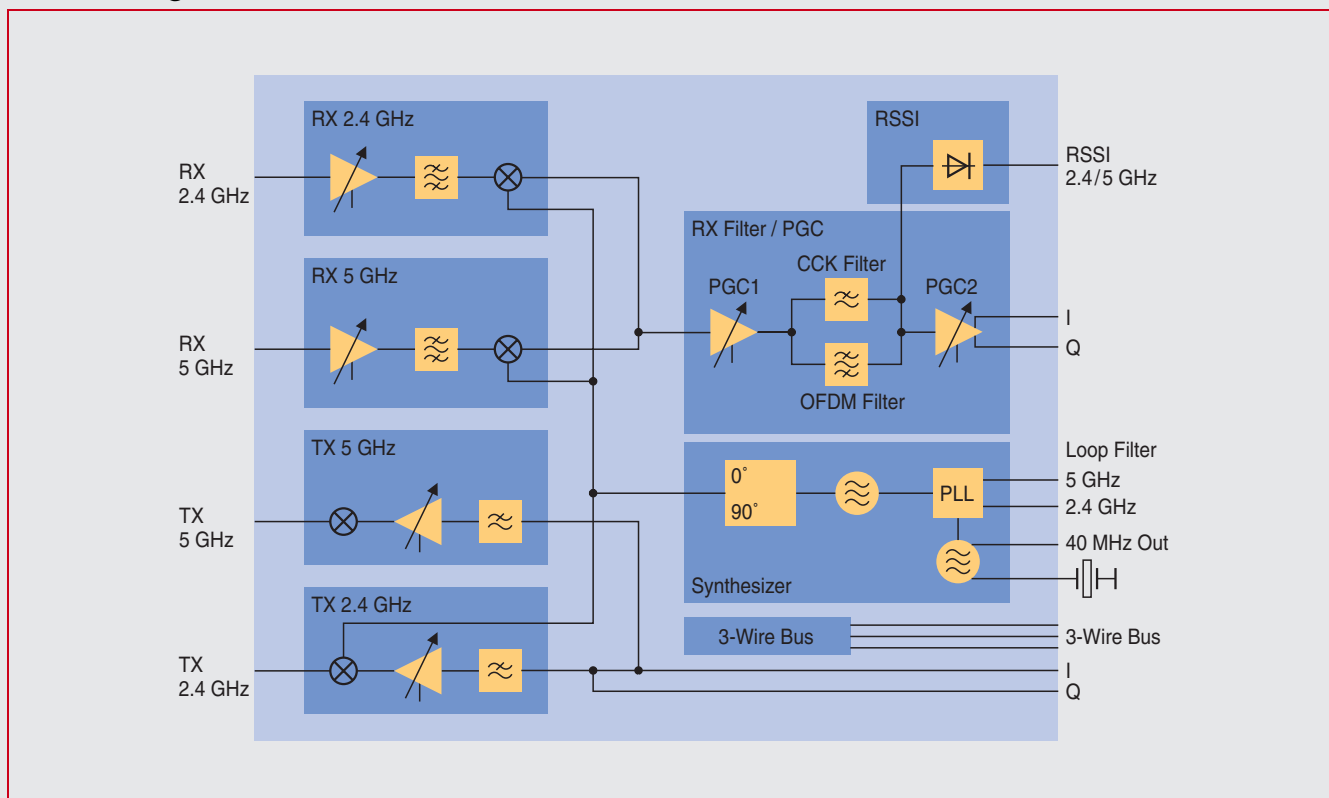 RX 2.4 GHz
RX
2.4 GHz
RX 5 GHz
RX
5 GHz
TX 5 GHz
TX
5 GHz
TX 2.4 GHz
TX
2.4 GHz
RSSI
RSSI
2.4/5 GHz
RX Filter / PGC
CCK Filter
PGC1
PGC2
OFDM Filter
I
Q
0°
90°
PLL
Synthesizer
Loop Filter
5 GHz
2.4 GHz
40 MHz Out
3-Wire Bus
3-Wire Bus
I
Q